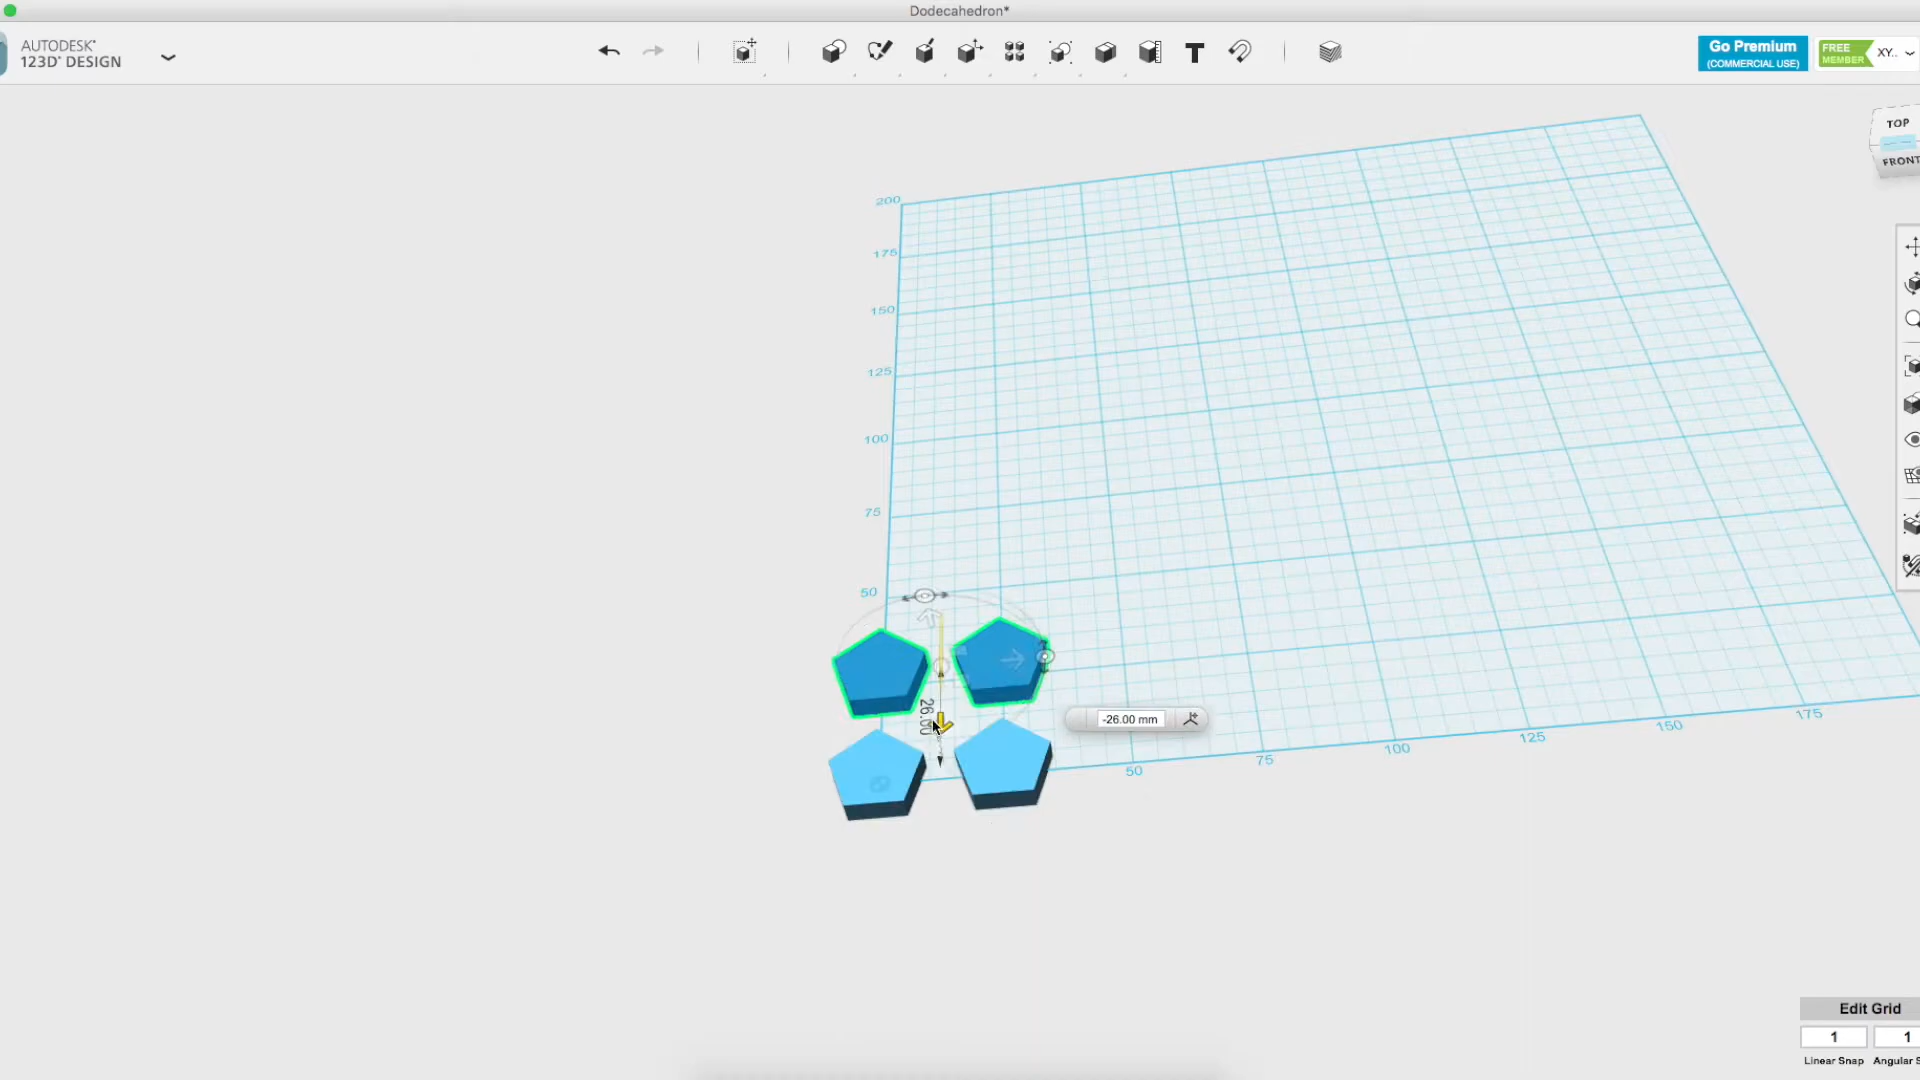 Dodecahedron*
AUTODESK®
123D® DESIGN
T
Go Premium
(COMMERCIAL USE)
FREE
MEMBER
XY..
TOP
FRONT
200
175
150
125
100
75
50
26.00
-26.00 mm
50
75
100
125
150
175
Edit Grid
1
1
Linear Snap
Angular S